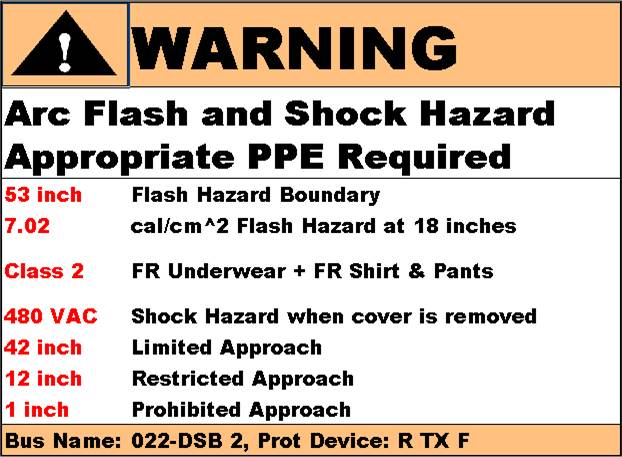 WARNING
Arc Flash and Shock Hazard
Appropriate PPE Required
53 inch Flash Hazard Boundary
7.02 cal/cm^2 Flash Hazard at 18 inches
Class 2 FR Underwear + FR Shirt & Pants
480 VAC Shock Hazard when cover is removed
42 inch Limited Approach
12 inch Restricted Approach
1 inch Prohibited Approach
Bus Name: 022-DSB 2, Prot Device: R TX F